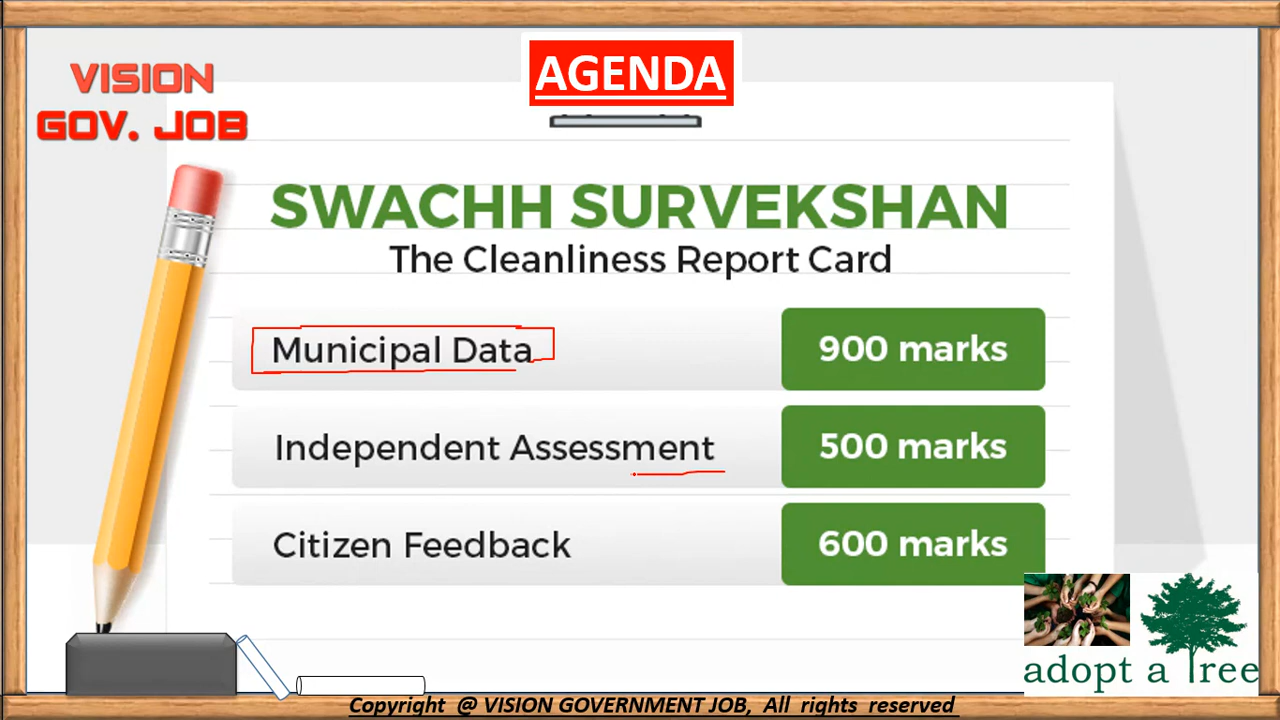 AGENDA
VISION
GOV. JOB
SWACHH SURVEKSHAN
The Cleanliness Report Card
Municipal Data 900 marks
Independent Assessment 500 marks
Citizen Feedback 600 marks
adopt a Tree
Copyright @ VISION GOVERNMENT JOB, All rights reserved